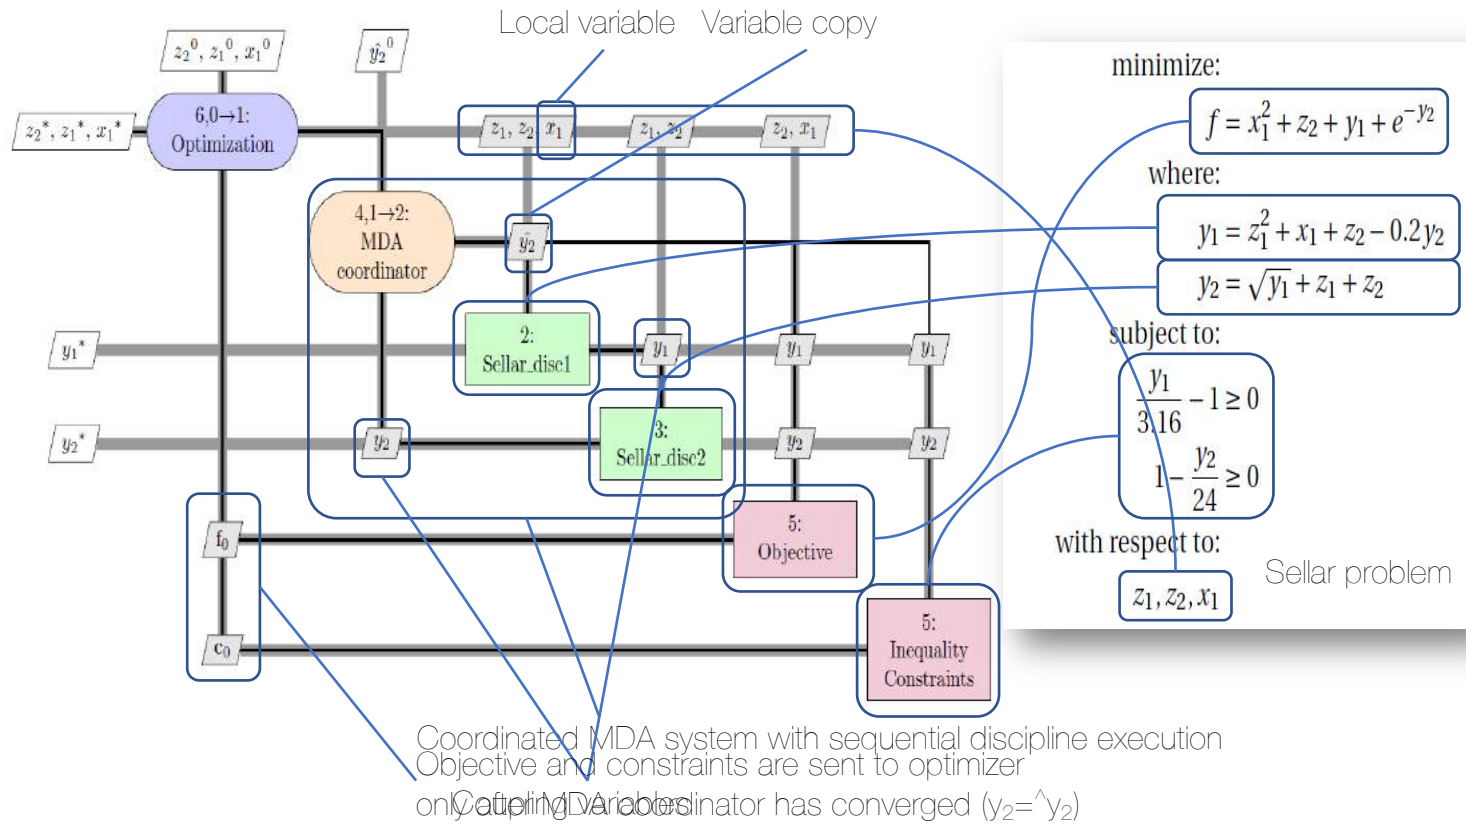 Local variable Variable copy
z₂⁰, z₁⁰, x₁⁰
ŷ₂⁰
z₂*, z₁*, x₁*
6,0→1:
Optimization
z₁, z₂, x₁
z₁, z₂
z₂, x₁
4,1→2:
MDA
coordinator
ŷ₂
y₁*
2:
Sellar_disc1
y₁
y₁
y₁
y₂*
y₂
3:
Sellar_disc2
y₂
y₂
f₀
5:
Objective
c₀
5:
Inequality
Constraints
minimize:
f = x₁² + z₂ + y₁ + e^(-y₂)
where:
y₁ = z₁² + x₁ + z₂ − 0.2y₂
y₂ = √y₁ + z₁ + z₂
subject to:
y₁/3.16 − 1 ≥ 0
1 − y₂/24 ≥ 0
with respect to:
z₁, z₂, x₁
Sellar problem
Coordinated MDA system with sequential discipline execution
Objective and constraints are sent to optimizer
only after MDA coordinator has converged (y₂=^y₂)
Coupling variables